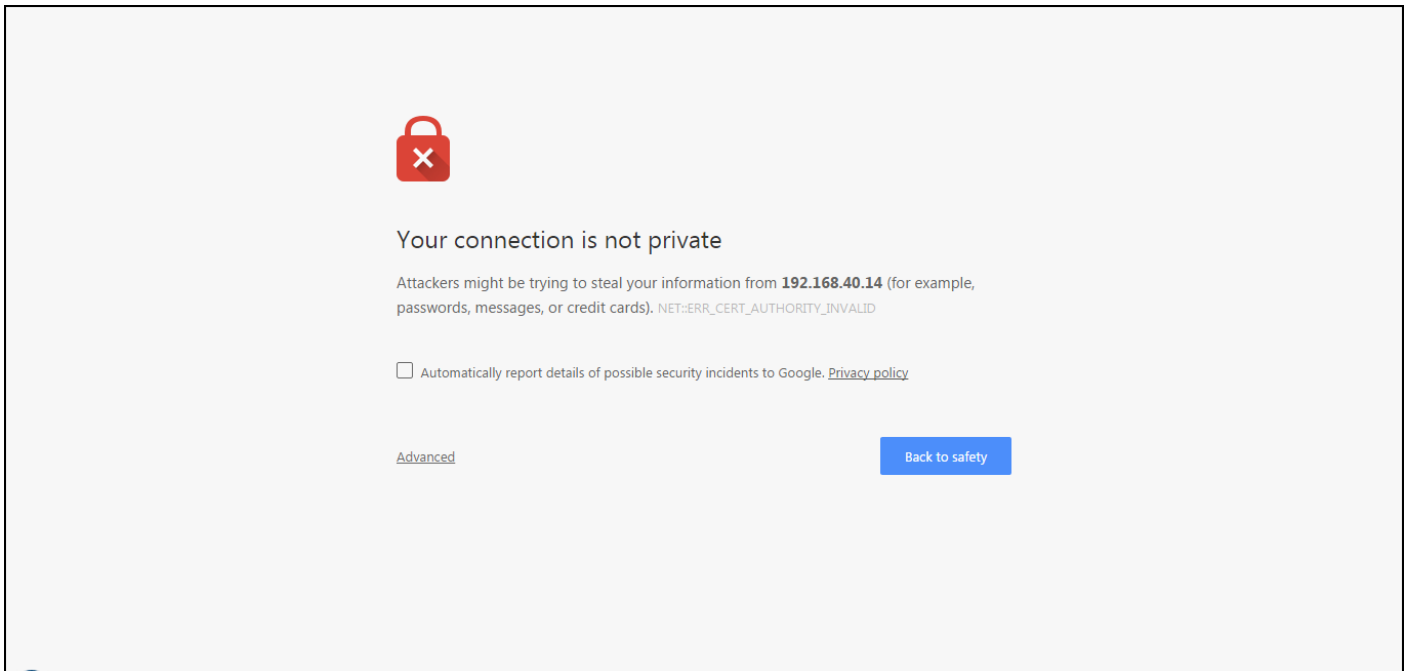 Your connection is not private
Attackers might be trying to steal your information from 192.168.40.14 (for example,
passwords, messages, or credit cards). NET::ERR_CERT_AUTHORITY_INVALID
Automatically report details of possible security incidents to Google. Privacy policy
Advanced
Back to safety